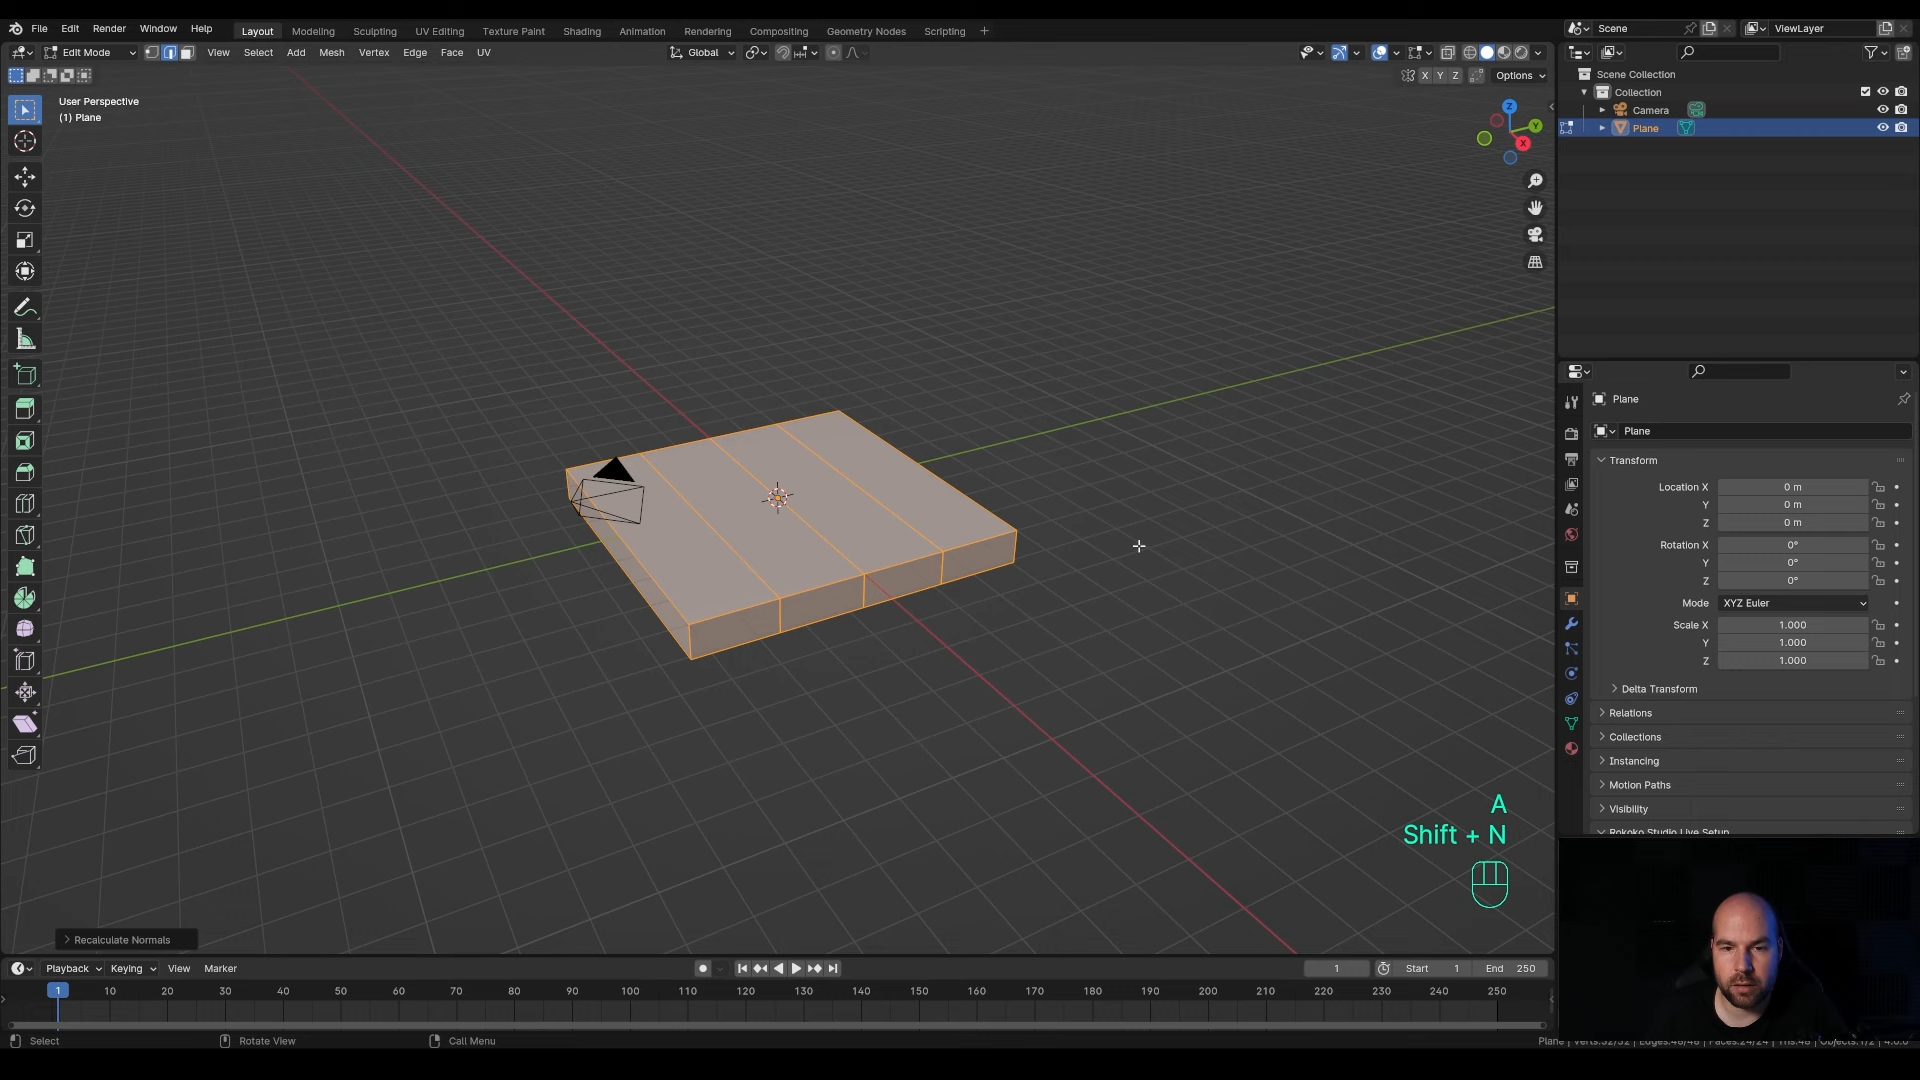 File Edit Render Window Help Layout Modeling Sculpting UV Editing Texture Paint Shading Animation Rendering Compositing Geometry Nodes Scripting + Scene ViewLayer
Edit Mode View Select Add Mesh Vertex Edge Face UV Global
X Y Z Options
User Perspective
(1) Plane
Z
Y
X
Scene Collection
Collection
Camera
Plane
Plane
Plane
Transform
Location X 0 m
Y 0 m
Z 0 m
Rotation X 0°
Y 0°
Z 0°
Mode XYZ Euler
Scale X 1.000
Y 1.000
Z 1.000
Delta Transform
Relations
Collections
Instancing
Motion Paths
Visibility
Rokoko Studio Live Setup
A
Shift + N
Recalculate Normals
Playback Keying View Marker 1 Start 1 End 250
1 10 20 30 40 50 60 70 80 90 100 110 120 130 140 150 160 170 180 190 200 210 220 230 240 250
Select Rotate View Call Menu